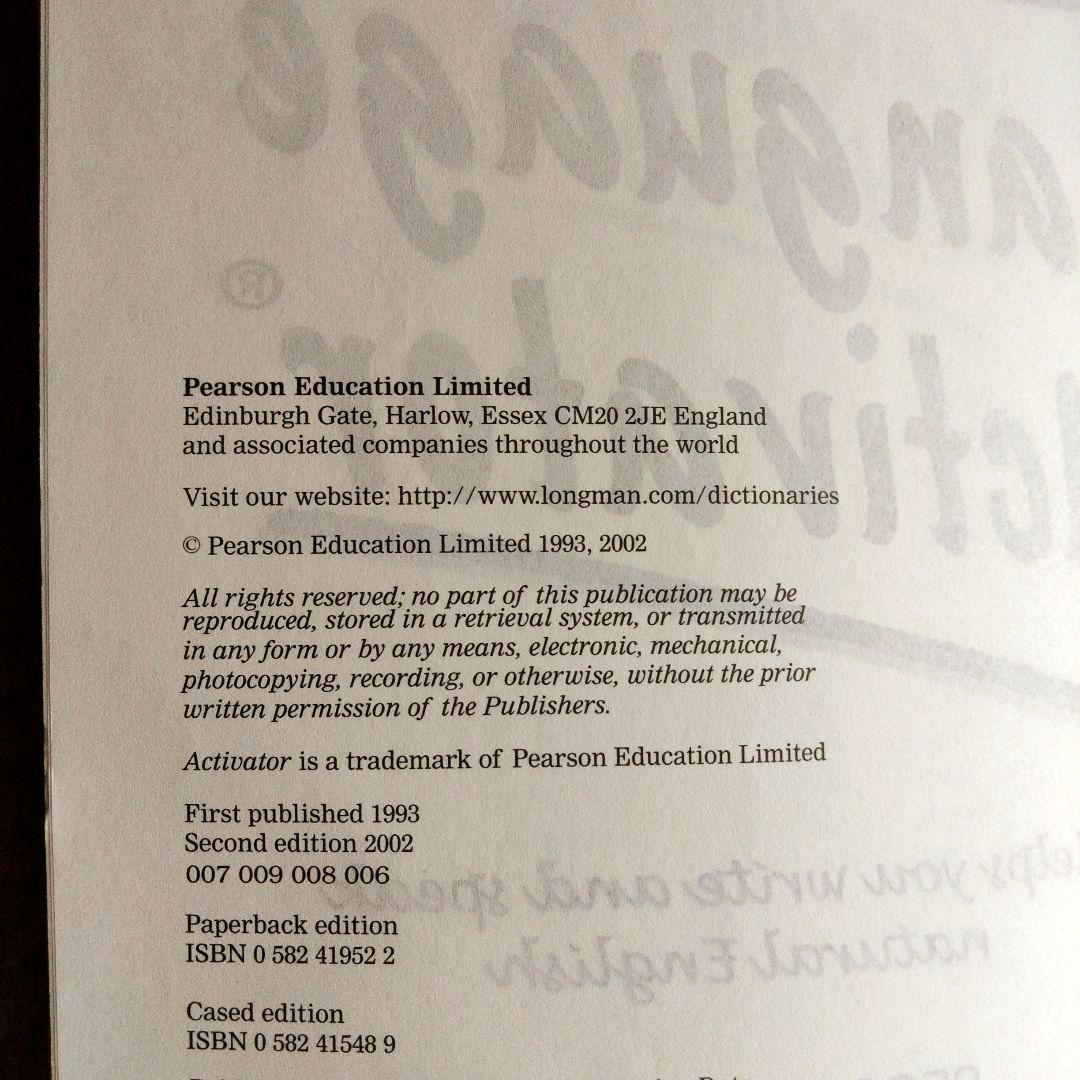 Pearson Education Limited
Edinburgh Gate, Harlow, Essex CM20 2JE England
and associated companies throughout the world
Visit our website: http://www.longman.com/dictionaries
© Pearson Education Limited 1993, 2002
All rights reserved; no part of this publication may be
reproduced, stored in a retrieval system, or transmitted
in any form or by any means, electronic, mechanical,
photocopying, recording, or otherwise, without the prior
written permission of the Publishers.
Activator is a trademark of Pearson Education Limited
First published 1993
Second edition 2002
007 009 008 006
Paperback edition
ISBN 0 582 41952 2
Cased edition
ISBN 0 582 41548 9